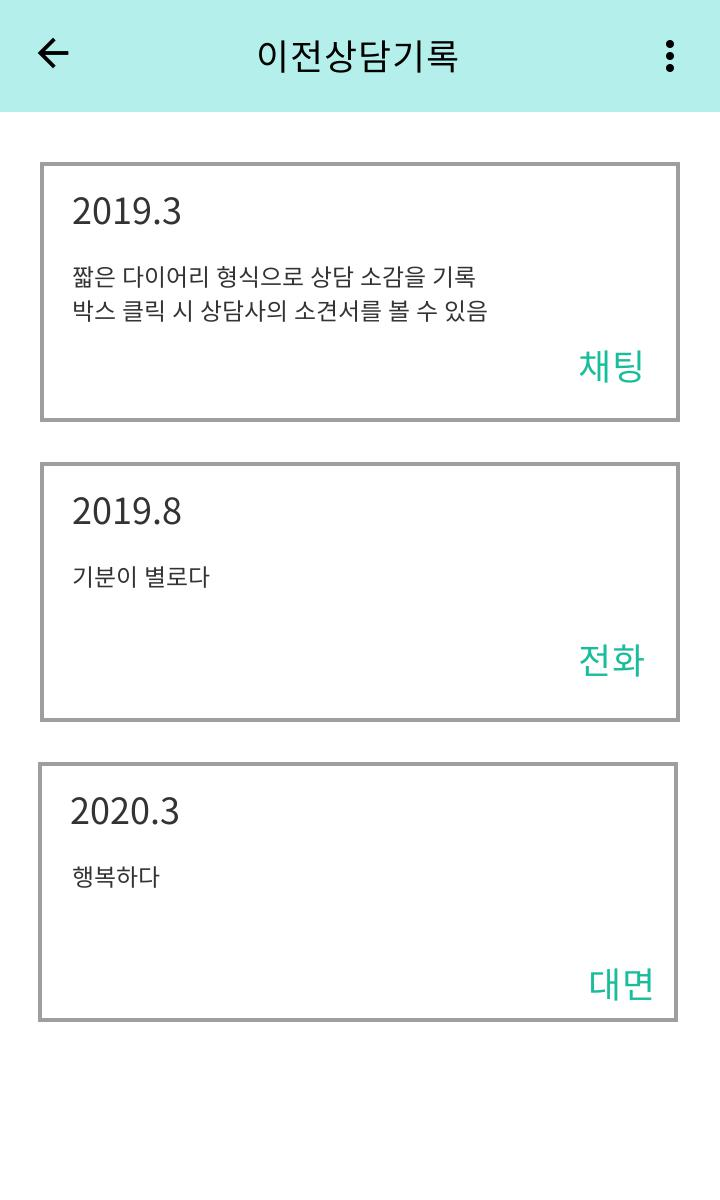 이전상담기록
2019.3
짧은 다이어리 형식으로 상담 소감을 기록
박스 클릭 시 상담사의 소견서를 볼 수 있음
채팅
2019.8
기분이 별로다
전화
2020.3
행복하다
대면